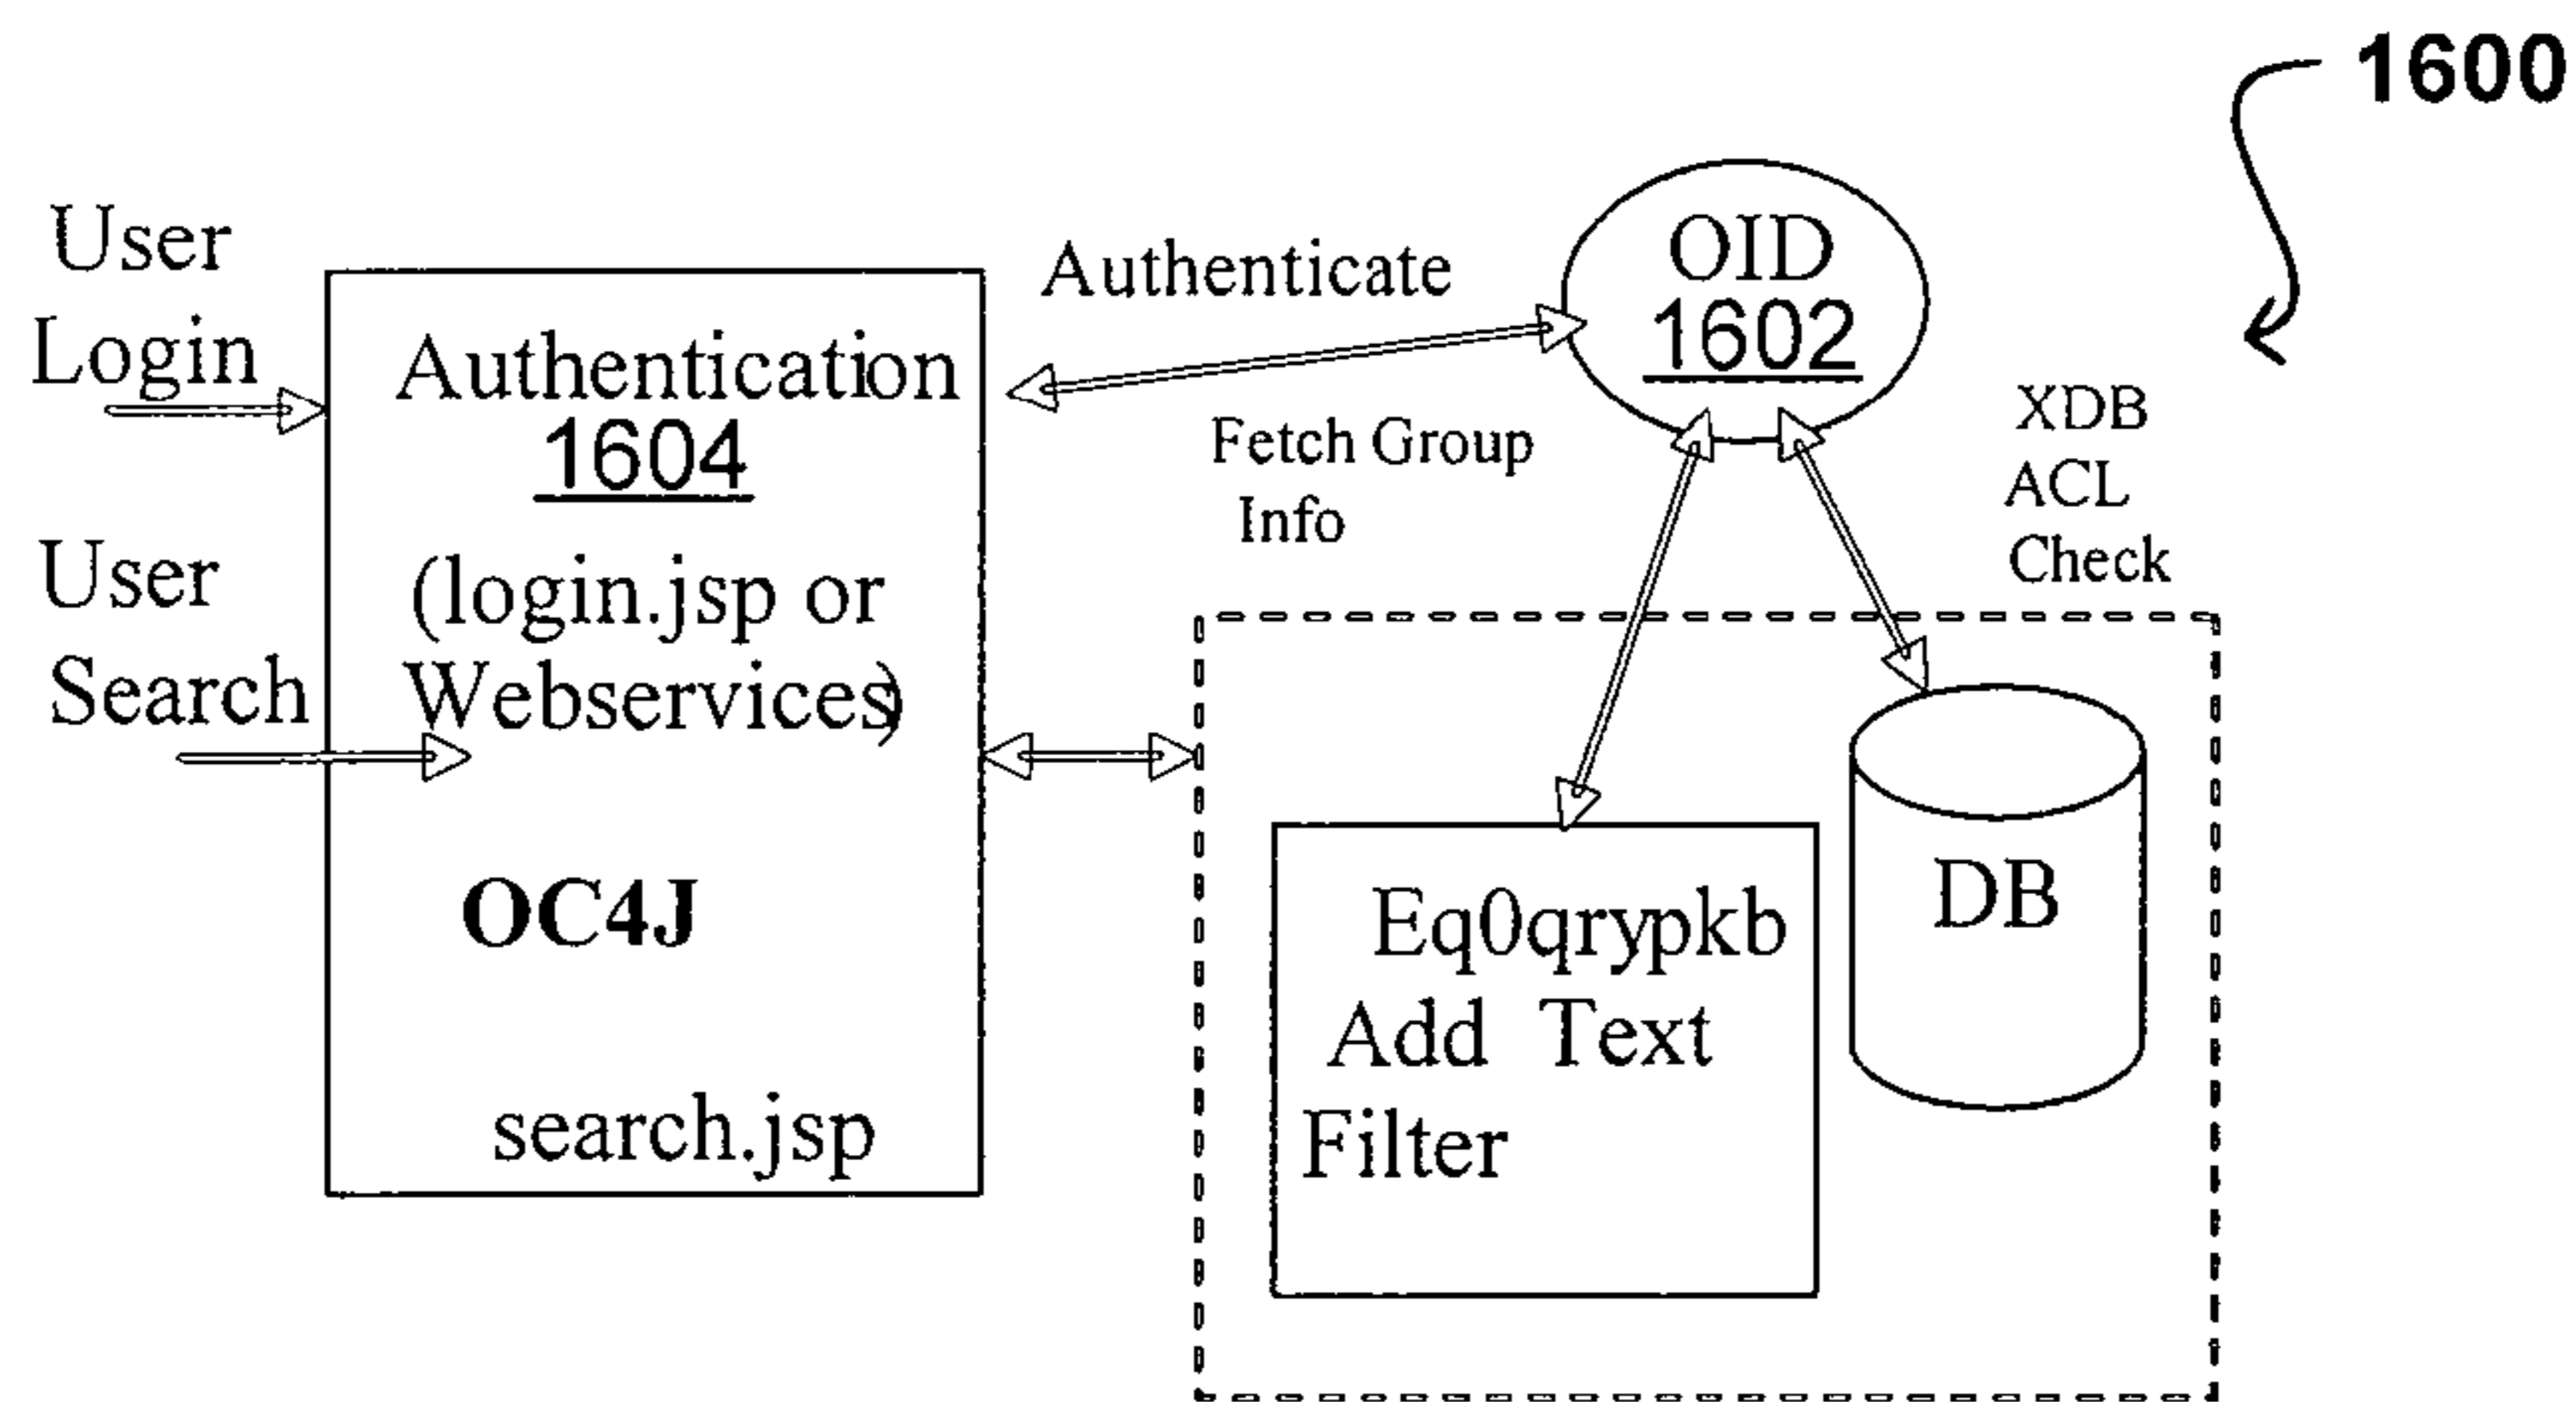 1600
User
Login
User
Search
Authentication
1604
(login.jsp or
Webservices)
OC4J
search.jsp
Authenticate
OID
1602
Fetch Group
Info
XDB
ACL
Check
Eq0qrypkb
Add Text
Filter
DB